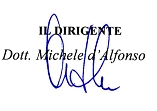 IL DIRIGENTE
Dott. Michele d'Alfonso